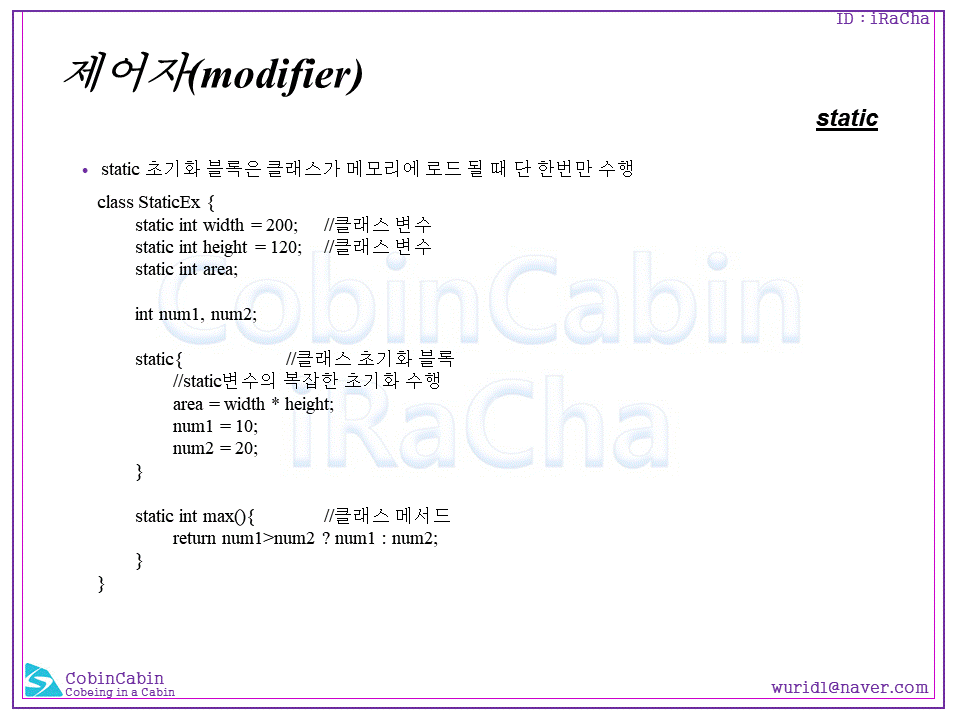 ID : iRaCha
제어자(modifier)
static
• static 초기화 블록은 클래스가 메모리에 로드 될 때 단 한번만 수행
class StaticEx {
static int width = 200; //클래스 변수
static int height = 120; //클래스 변수
static int area;
int num1, num2;
static{ //클래스 초기화 블록
//static변수의 복잡한 초기화 수행
area = width * height;
num1 = 10;
num2 = 20;
}
static int max(){ //클래스 메서드
return num1>num2 ? num1 : num2;
}
}
CobinCabin
iRaCha
CobinCabin
Cobeing in a Cabin
wurid1@naver.com